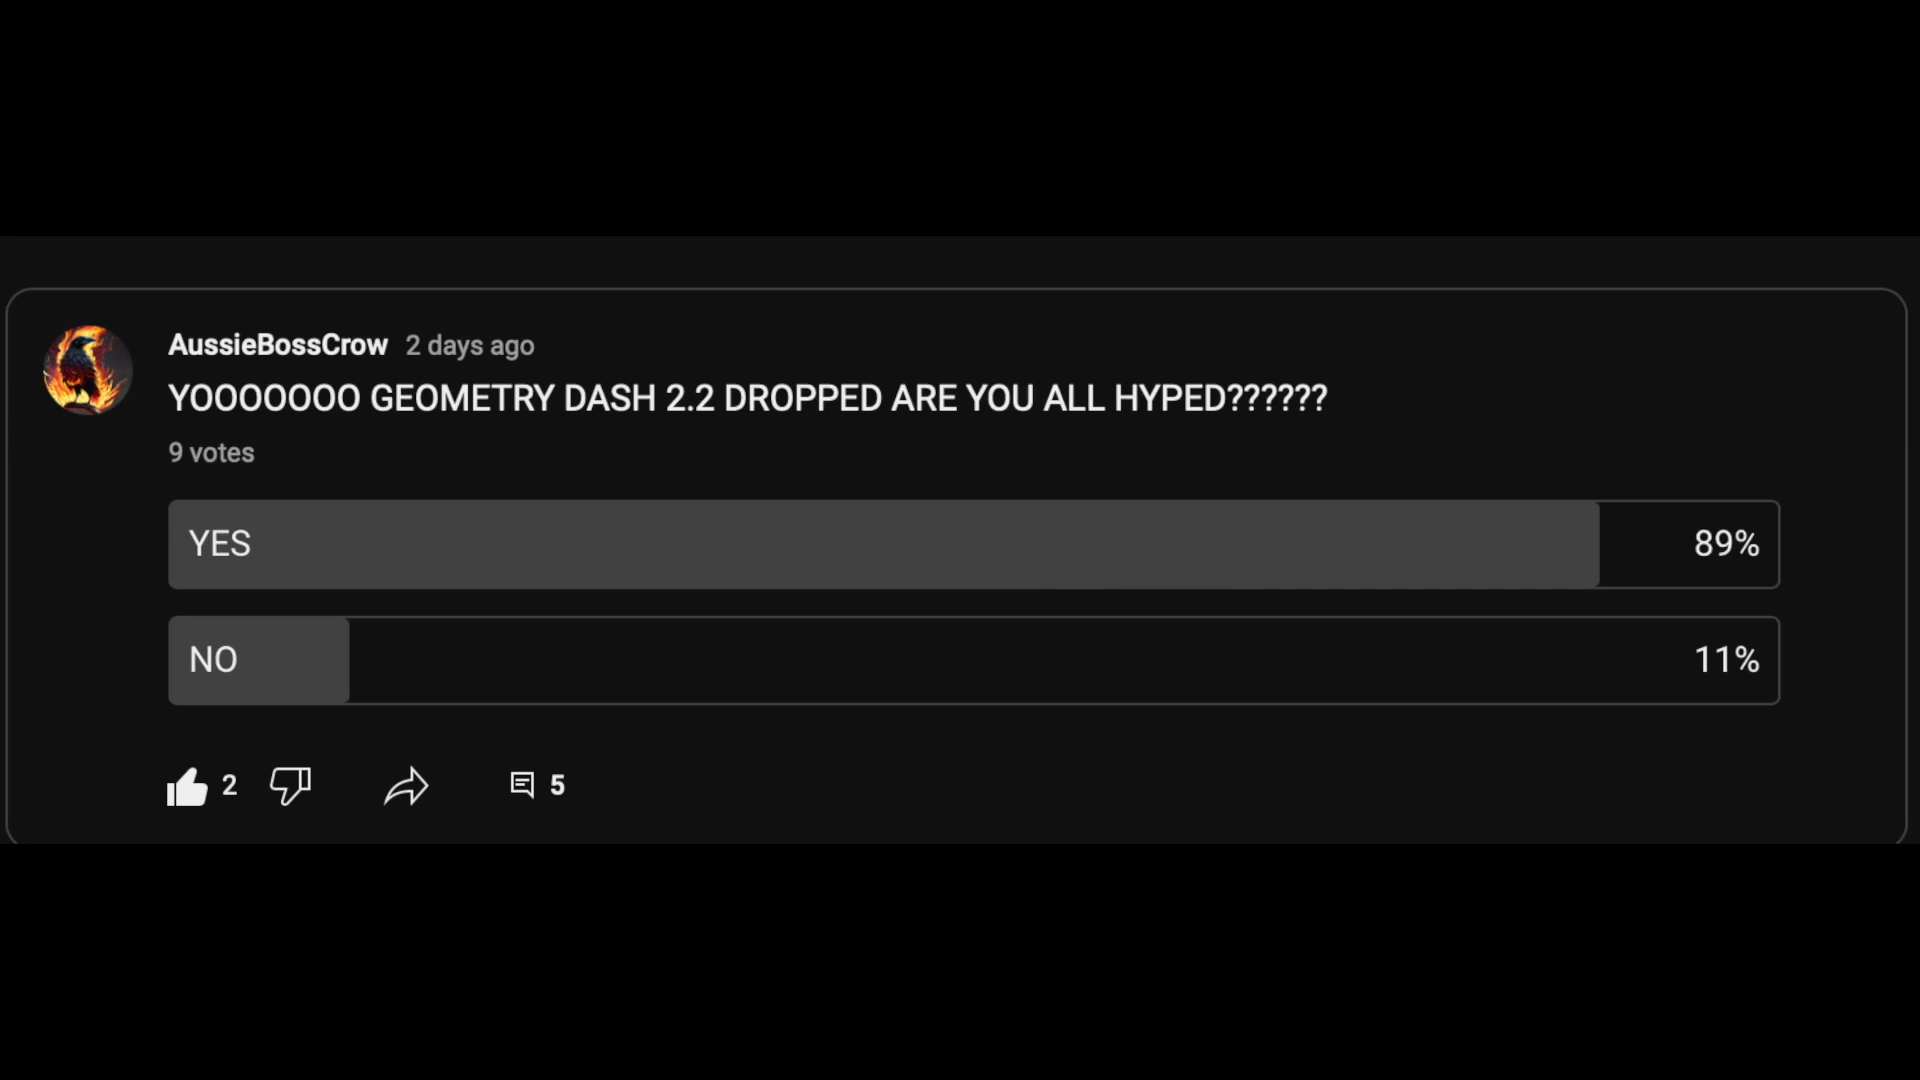 AussieBossCrow 2 days ago
YOOOOOOO GEOMETRY DASH 2.2 DROPPED ARE YOU ALL HYPED??????
9 votes
YES 89%
NO 11%
2 5